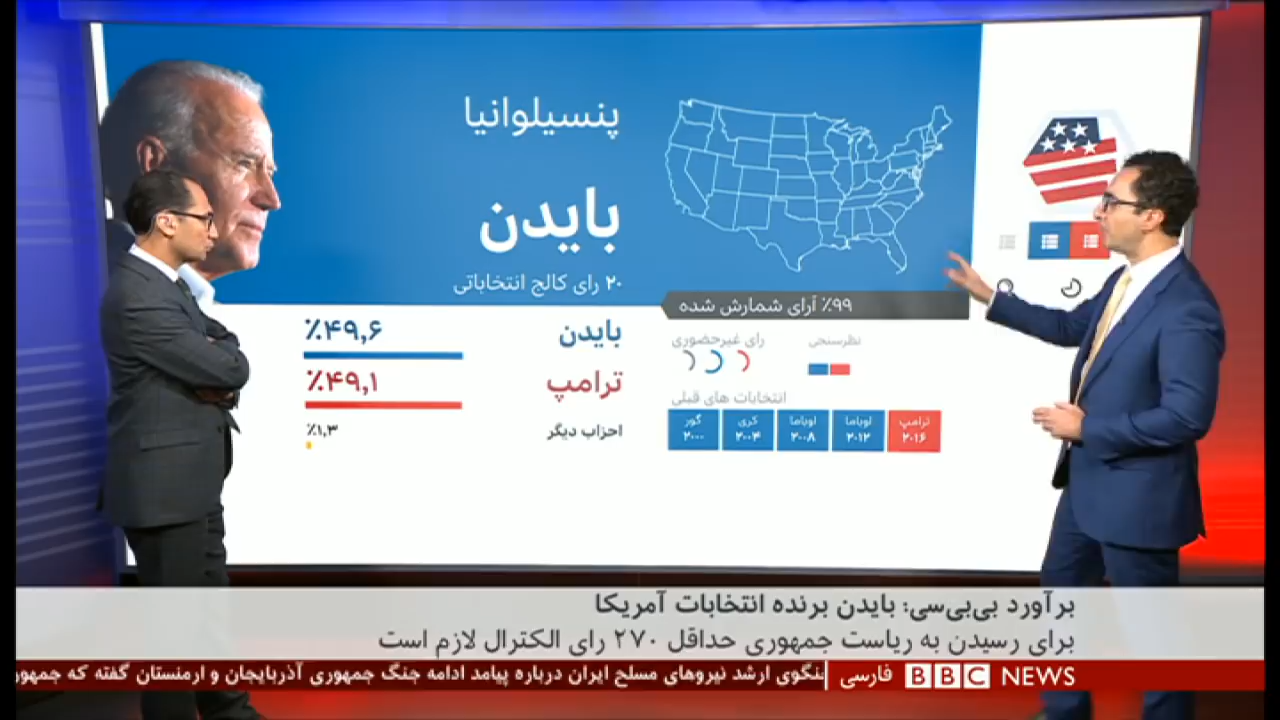 پنسیلوانیا
بایدن
۲۰ رای کالج انتخاباتی
٪۹۹ آرای شمارش شده
بایدن ٪۴۹,۶
ترامپ ٪۴۹,۱
احزاب دیگر ٪۱,۳
نظرسنجی
رای غیرحضوری
انتخابات های قبلی
ترامپ ۲۰۱۶
اوباما ۲۰۱۲
اوباما ۲۰۰۸
کری ۲۰۰۴
گور ۲۰۰۰
برآورد بی‌بی‌سی: بایدن برنده انتخابات آمریکا
برای رسیدن به ریاست جمهوری حداقل ۲۷۰ رای الکترال لازم است
BBC NEWS فارسی
سخنگوی ارشد نیروهای مسلح ایران درباره پیامد ادامه جنگ جمهوری آذربایجان و ارمنستان گفته که